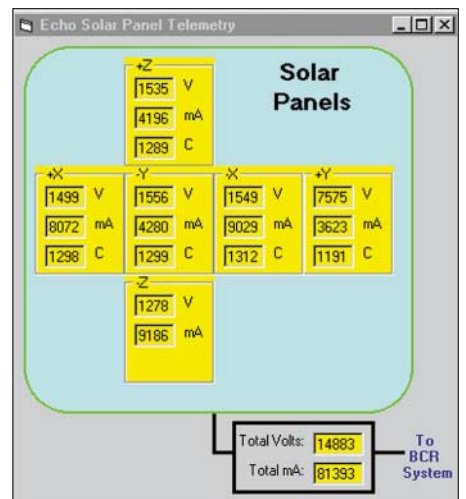 Echo Solar Panel Telemetry
Solar
Panels
+Z
1535 V
4196 mA
1289 C
+X
1499 V
8072 mA
1298 C
-Y
1556 V
4280 mA
1299 C
-X
1549 V
9029 mA
1312 C
+Y
7575 V
3623 mA
1191 C
-Z
1278 V
9186 mA
Total Volts: 14883
Total mA: 81393
To
BCR
System